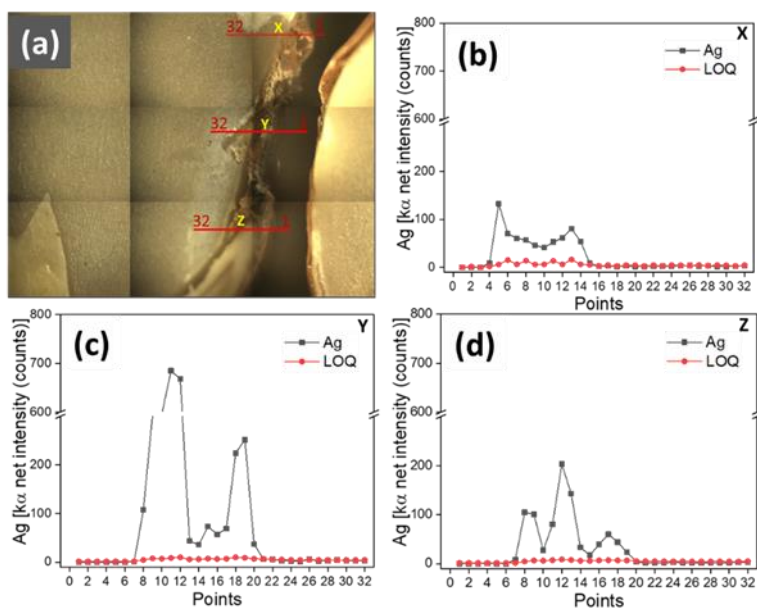 (a)
32 X 1
32 Y 1
32 Z 1
(b)
X
Ag
LOQ
Ag [kα net intensity (counts)]
800
700
600
200
100
0
0 2 4 6 8 10 12 14 16 18 20 22 24 26 28 30 32
Points
(c)
Y
Ag
LOQ
Ag [kα net intensity (counts)]
800
700
600
200
100
0
0 2 4 6 8 10 12 14 16 18 20 22 24 26 28 30 32
Points
(d)
Z
Ag
LOQ
Ag [kα net intensity (counts)]
800
700
600
200
100
0
0 2 4 6 8 10 12 14 16 18 20 22 24 26 28 30 32
Points